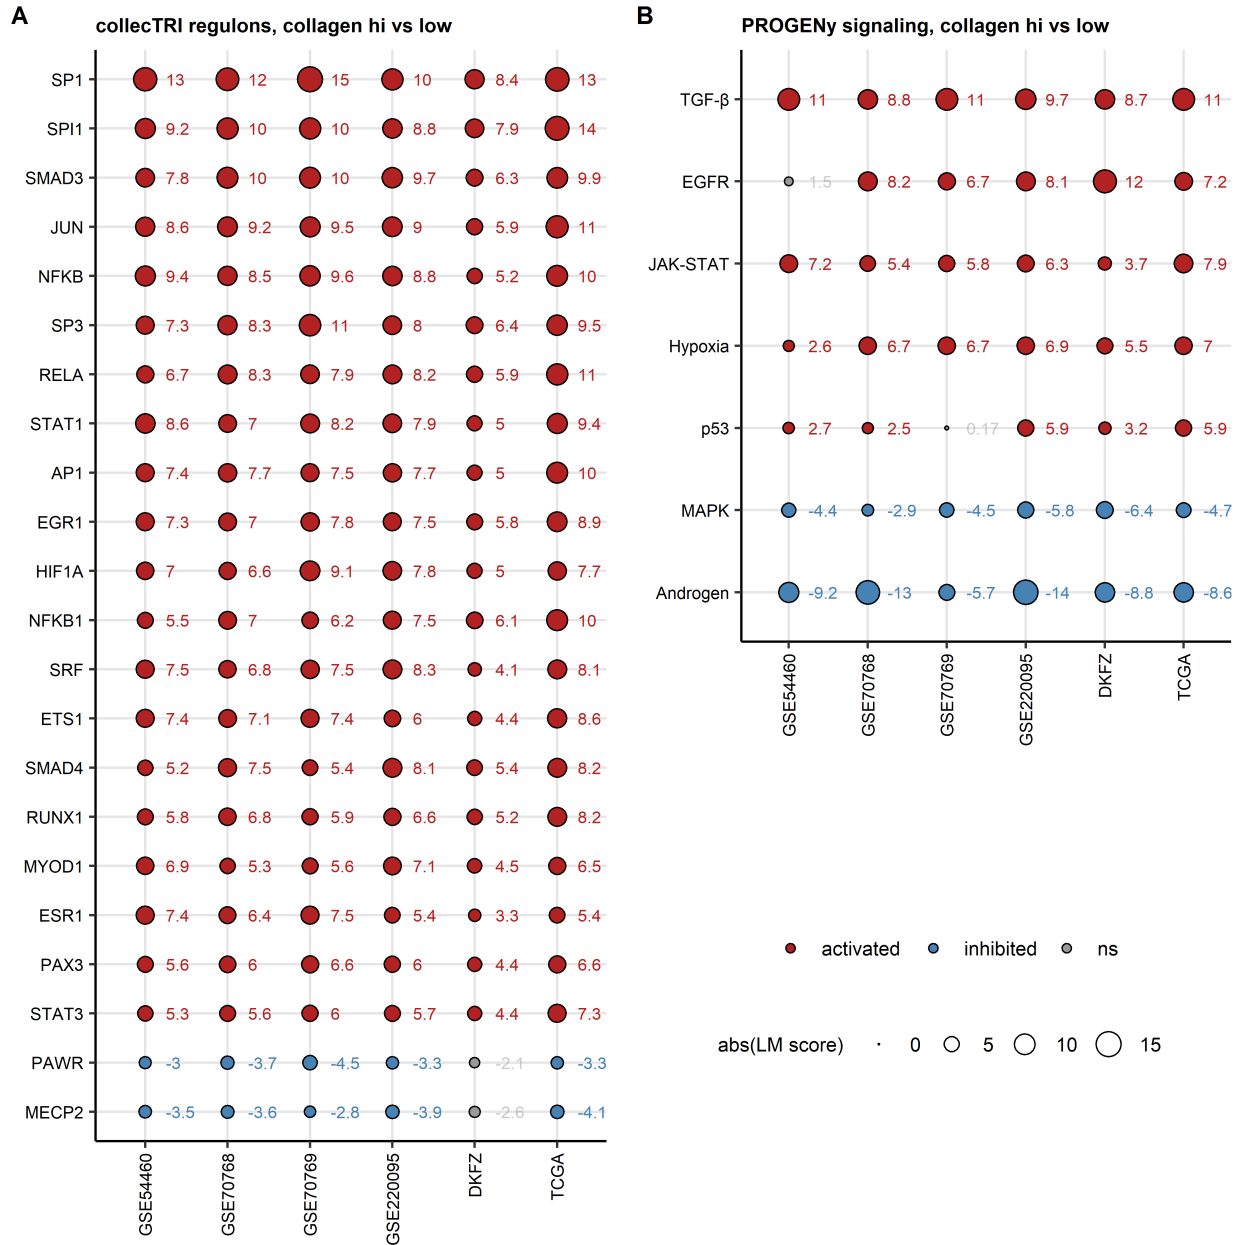 A
collecTRI regulons, collagen hi vs low
SP1 13 12 15 10 8.4 13
SPI1 9.2 10 10 8.8 7.9 14
SMAD3 7.8 10 10 9.7 6.3 9.9
JUN 8.6 9.2 9.5 9 5.9 11
NFKB 9.4 8.5 9.6 8.8 5.2 10
SP3 7.3 8.3 11 8 6.4 9.5
RELA 6.7 8.3 7.9 8.2 5.9 11
STAT1 8.6 7 8.2 7.9 5 9.4
AP1 7.4 7.7 7.5 7.7 5 10
EGR1 7.3 7 7.8 7.5 5.8 8.9
HIF1A 7 6.6 9.1 7.8 5 7.7
NFKB1 5.5 7 6.2 7.5 6.1 10
SRF 7.5 6.8 7.5 8.3 4.1 8.1
ETS1 7.4 7.1 7.4 6 4.4 8.6
SMAD4 5.2 7.5 5.4 8.1 5.4 8.2
RUNX1 5.8 6.8 5.9 6.6 5.2 8.2
MYOD1 6.9 5.3 5.6 7.1 4.5 6.5
ESR1 7.4 6.4 7.5 5.4 3.3 5.4
PAX3 5.6 6 6.6 6 4.4 6.6
STAT3 5.3 5.6 6 5.7 4.4 7.3
PAWR -3 -3.7 -4.5 -3.3 -2.1 -3.3
MECP2 -3.5 -3.6 -2.8 -3.9 -2.6 -4.1
GSE54460 GSE70768 GSE70769 GSE220095 DKFZ TCGA
B
PROGENy signaling, collagen hi vs low
TGF-β 11 8.8 11 9.7 8.7 11
EGFR 1.5 8.2 6.7 8.1 12 7.2
JAK-STAT 7.2 5.4 5.8 6.3 3.7 7.9
Hypoxia 2.6 6.7 6.7 6.9 5.5 7
p53 2.7 2.5 0.17 5.9 3.2 5.9
MAPK -4.4 -2.9 -4.5 -5.8 -6.4 -4.7
Androgen -9.2 -13 -5.7 -14 -8.8 -8.6
GSE54460 GSE70768 GSE70769 GSE220095 DKFZ TCGA
activated inhibited ns
abs(LM score) 0 5 10 15